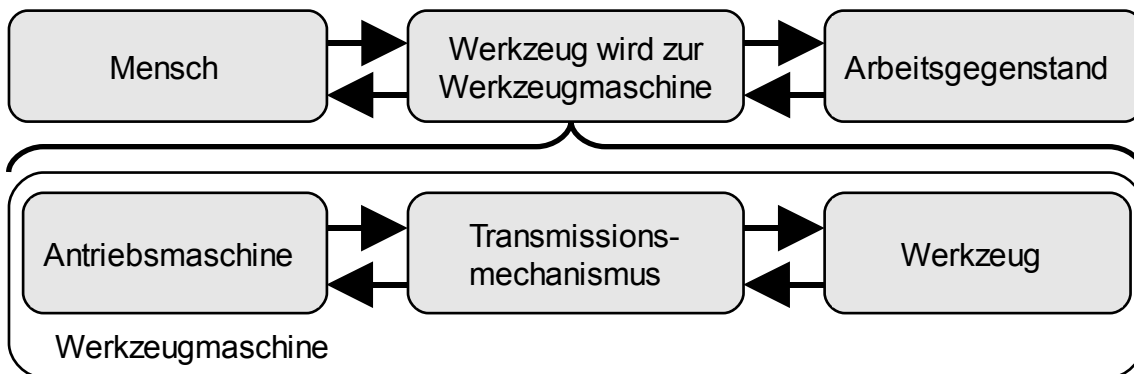 Mensch
Werkzeug wird zur
Werkzeugmaschine
Arbeitsgegenstand
Antriebsmaschine
Transmissions-
mechanismus
Werkzeug
Werkzeugmaschine